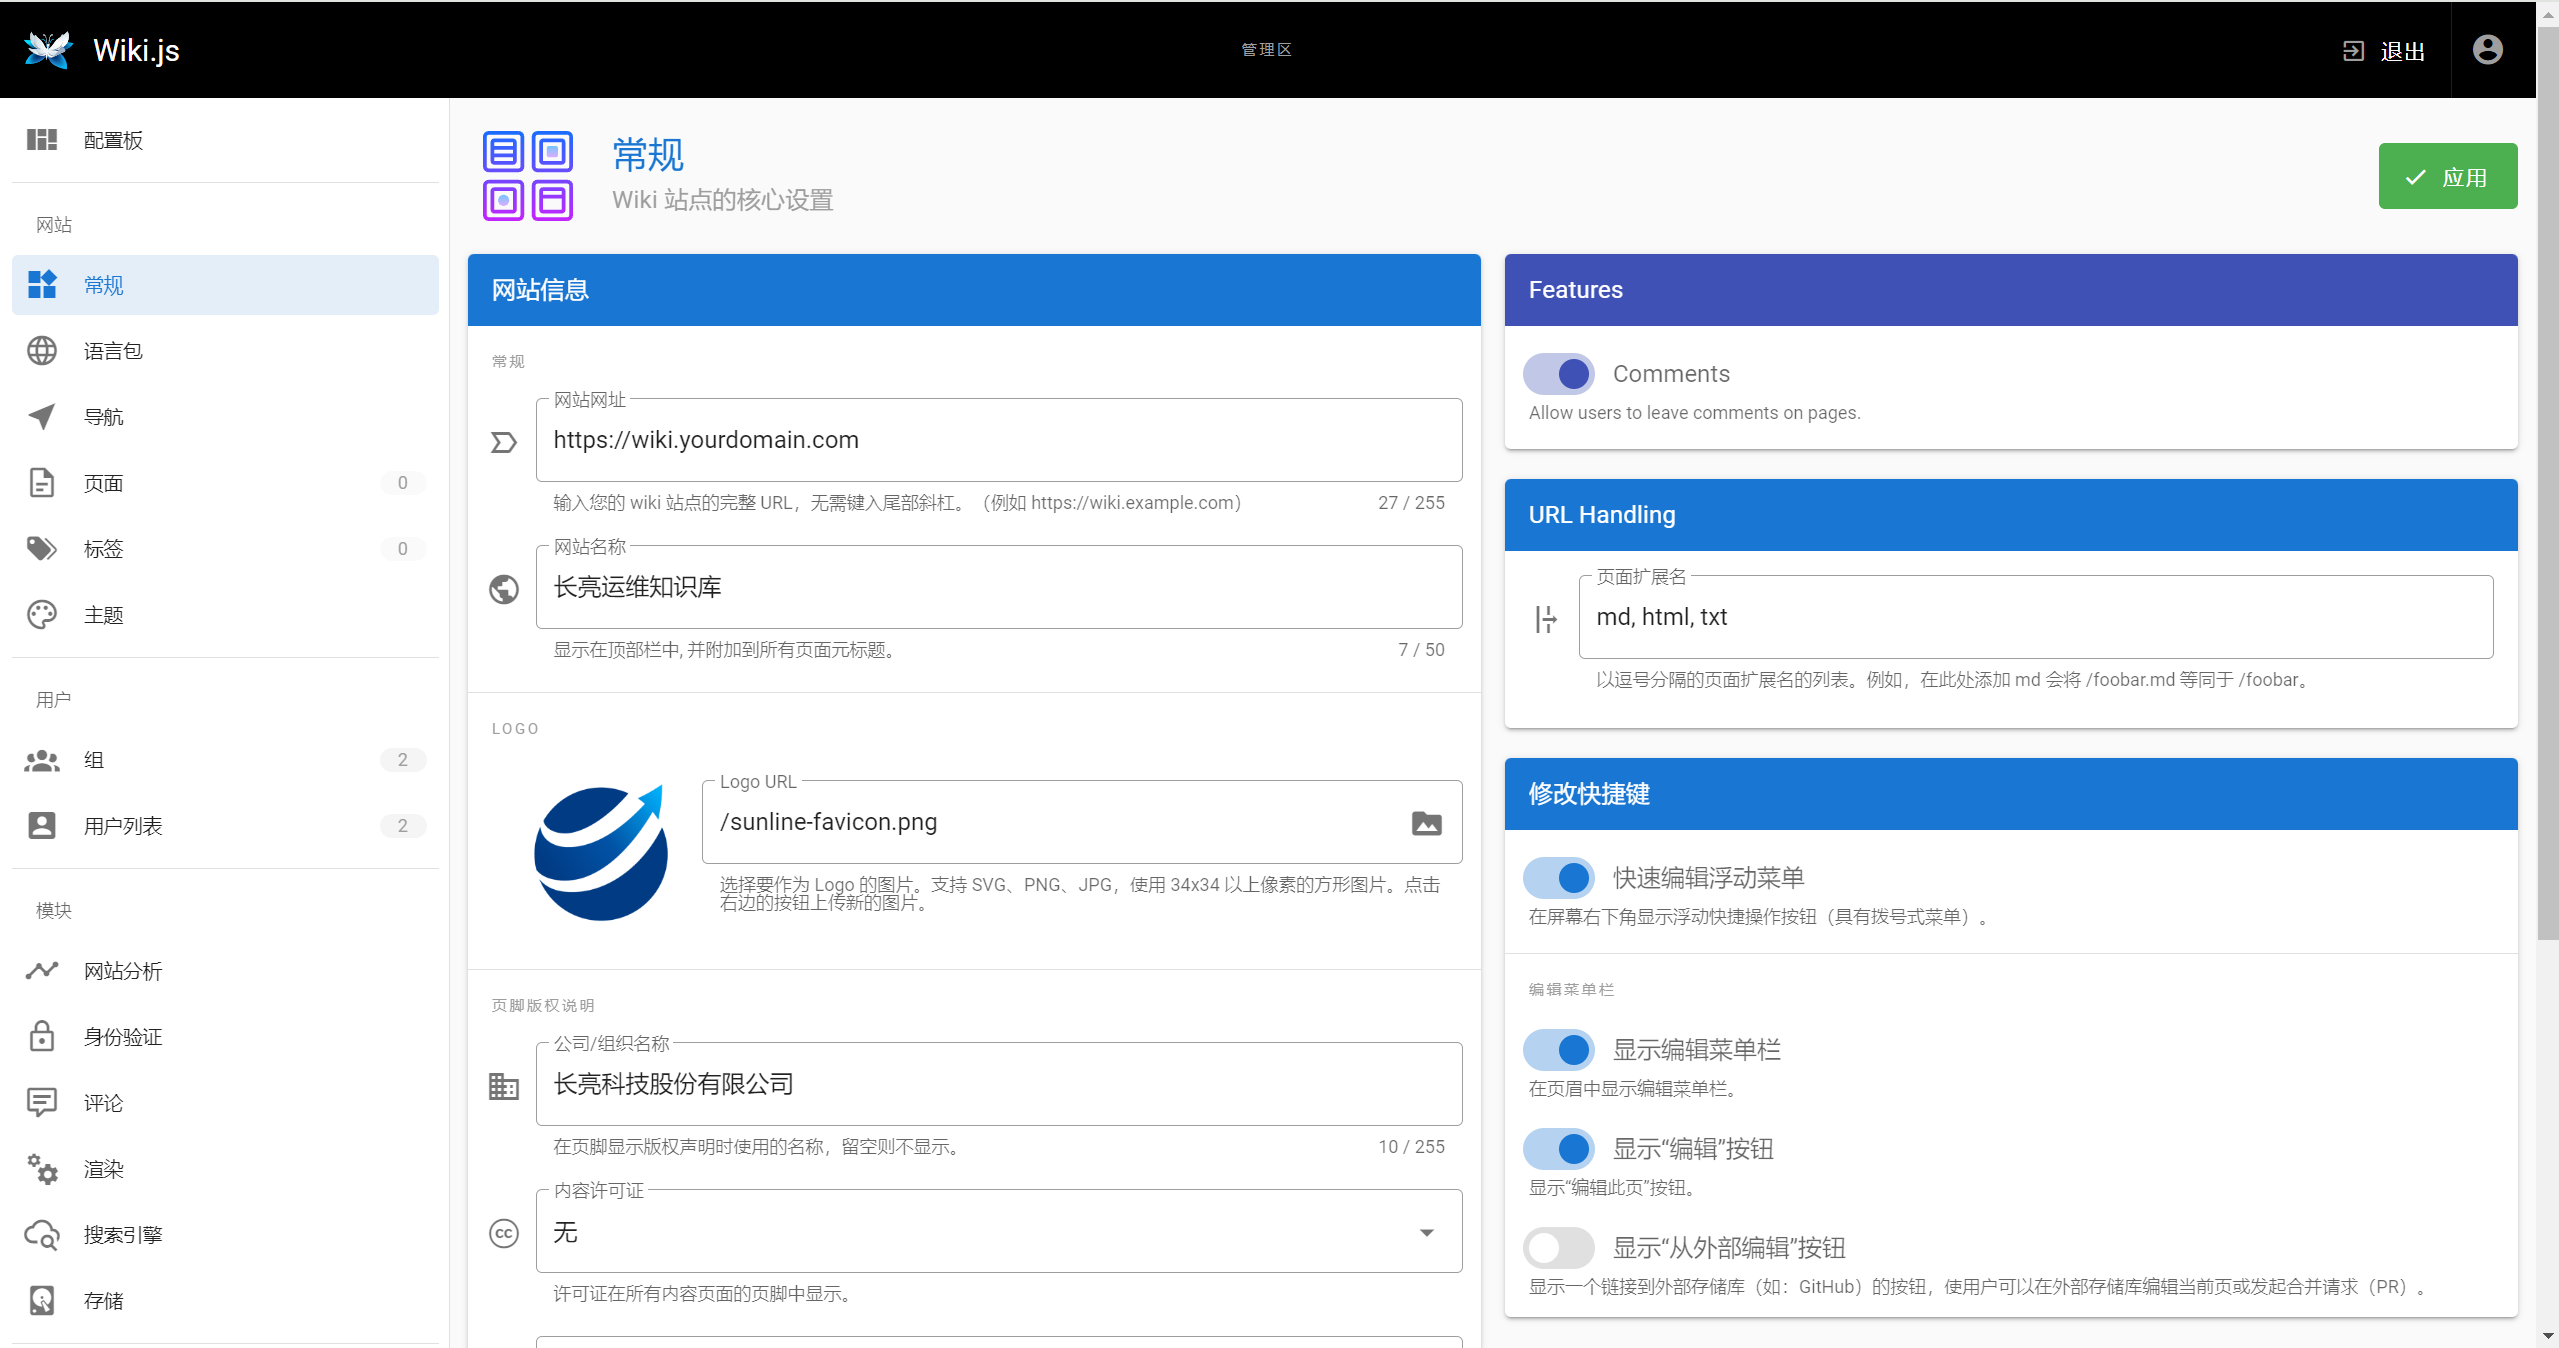 Wiki.js
管理区
退出
配置板
网站
常规
语言包
导航
页面
0
标签
0
主题
用户
组
2
用户列表
2
模块
网站分析
身份验证
评论
渲染
搜索引擎
存储
常规
Wiki 站点的核心设置
应用
网站信息
常规
网站网址
https://wiki.yourdomain.com
输入您的 wiki 站点的完整 URL，无需键入尾部斜杠。（例如 https://wiki.example.com）
27 / 255
网站名称
长亮运维知识库
显示在顶部栏中, 并附加到所有页面元标题。
7 / 50
LOGO
Logo URL
/sunline-favicon.png
选择要作为 Logo 的图片。支持 SVG、PNG、JPG，使用 34x34 以上像素的方形图片。点击
右边的按钮上传新的图片。
页脚版权说明
公司/组织名称
长亮科技股份有限公司
在页脚显示版权声明时使用的名称，留空则不显示。
10 / 255
内容许可证
cc
无
许可证在所有内容页面的页脚中显示。
Features
Comments
Allow users to leave comments on pages.
URL Handling
页面扩展名
md, html, txt
以逗号分隔的页面扩展名的列表。例如，在此处添加 md 会将 /foobar.md 等同于 /foobar。
修改快捷键
快速编辑浮动菜单
在屏幕右下角显示浮动快捷操作按钮（具有拨号式菜单）。
编辑菜单栏
显示编辑菜单栏
在页眉中显示编辑菜单栏。
显示“编辑”按钮
显示“编辑此页”按钮。
显示“从外部编辑”按钮
显示一个链接到外部存储库（如：GitHub）的按钮，使用户可以在外部存储库编辑当前页或发起合并请求（PR）。